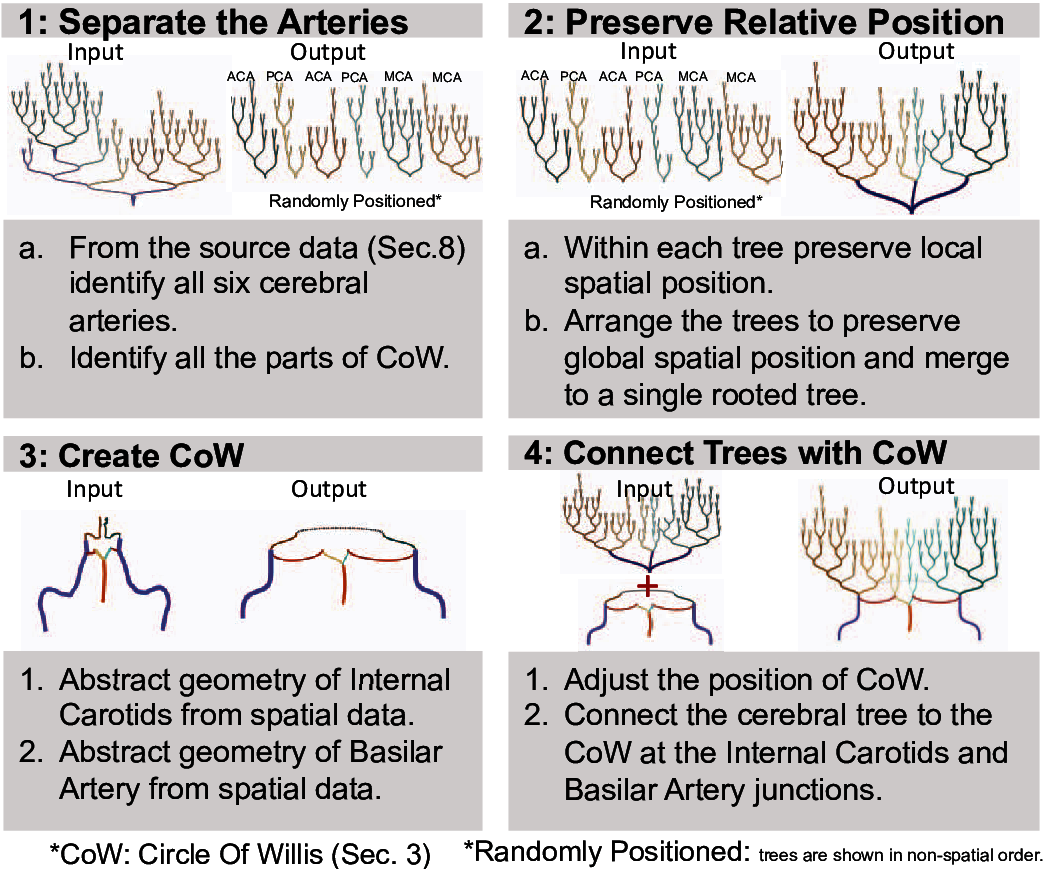 1: Separate the Arteries
Input
Output
ACA PCA ACA PCA MCA MCA
Randomly Positioned*
a. From the source data (Sec.8)
identify all six cerebral
arteries.
b. Identify all the parts of CoW.
2: Preserve Relative Position
Input
Output
ACA PCA ACA PCA MCA MCA
Randomly Positioned*
a. Within each tree preserve local
spatial position.
b. Arrange the trees to preserve
global spatial position and merge
to a single rooted tree.
3: Create CoW
Input
Output
1. Abstract geometry of Internal
Carotids from spatial data.
2. Abstract geometry of Basilar
Artery from spatial data.
4: Connect Trees with CoW
Input
Output
1. Adjust the position of CoW.
2. Connect the cerebral tree to the
CoW at the Internal Carotids and
Basilar Artery junctions.
*CoW: Circle Of Willis (Sec. 3)
*Randomly Positioned: trees are shown in non-spatial order.